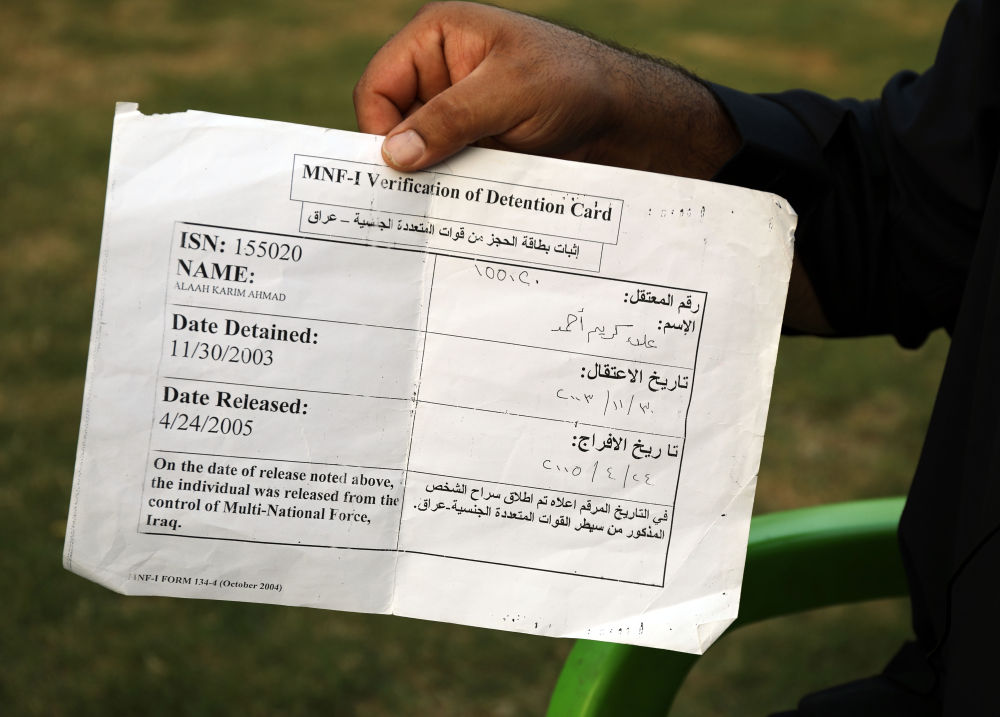 MNF-I Verification of Detention Card
إثبات بطاقة الحجز من قوات المتعددة الجنسية – عراق
ISN: 155020
NAME:
ALAAH KARIM AHMAD
Date Detained:
11/30/2003
Date Released:
4/24/2005
On the date of release noted above,
the individual was released from the
control of Multi-National Force,
Iraq.
رقم المعتقل:
١٥٥٠٢٠
الإسم:
علاء كريم أحمد
تاريخ الاعتقال:
٢٠٠٣/١١/٣٠
تا ريخ الافراج:
٢٠٠٥/٤/٢٤
في التاريخ المرقم اعلاه تم اطلاق سراح الشخص
المذكور من سيطر القوات المتعددة الجنسية-عراق.
MNF-I FORM 134-4 (October 2004)